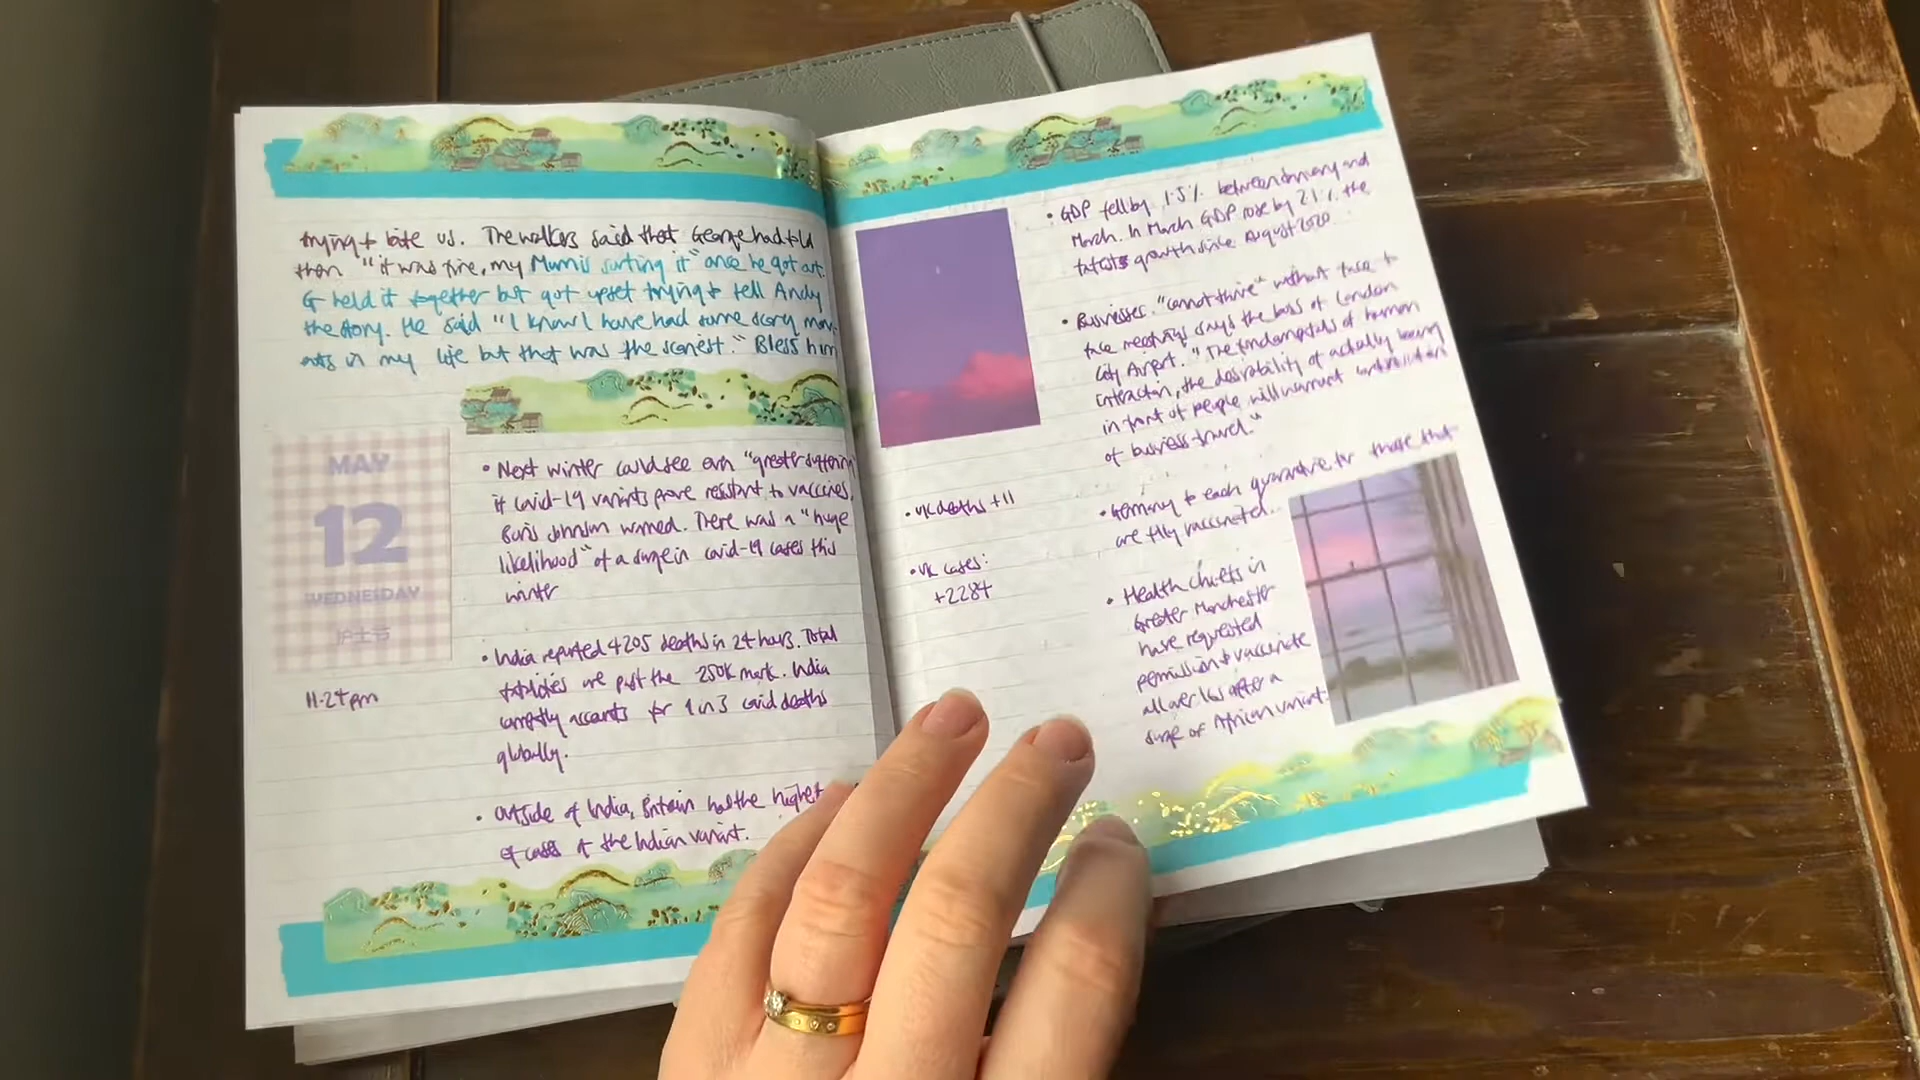 trying to bite us. The walkers said that George had told
them "it was fine, my Mum is sorting it" once he got out.
G held it together but got upset trying to tell Andy
the story. He said "I know I have had some scary mom-
ents in my life but that was the scariest." Bless him
MAY
12
WEDNESDAY
护士节
11.27pm
• Next winter could see even "greater suffering"
if covid-19 variants prove resistant to vaccines,
Boris Johnson warned. There was a "huge
likelihood" of a surge in covid-19 cases this
winter
• India reported 4205 deaths in 24 hours. Total
fatalities are past the 250K mark. India
currently accounts for 1 in 3 covid deaths
globally.
• Outside of India, Britain has the highest
of cases of the Indian variant.
• UK deaths +11
• UK cases:
+2284
• GDP fell by 1.5% between January and
March. In March GDP rose by 2.1% the
fastest growth since August 2020
• Businesses "cannot thrive" without face to
face meetings says the boss of London
City Airport. "The fundamentals of human
interaction, the desirability of actually being
in front of people will warrant
of business travel."
• Germany to quarantine for those that
are fully vaccinated.
• Health chiefs in
Greater Manchester
have requested
permission to vaccinate
all over 16s after a
surge of African variant.